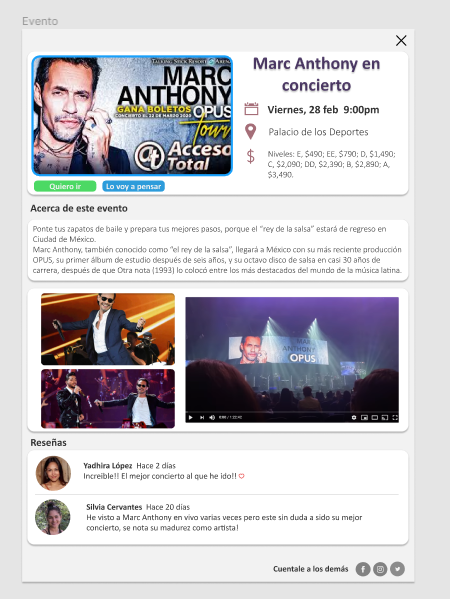 Evento
Marc Anthony en
concierto
Talking Stick Resort Arena
MARC
ANTHONY
GANA BOLETOS
OPUS
CONCIERTO EL 22 DE MARZO 2020
Tour
@ Acceso
Total
Viernes, 28 feb 9:00pm
Palacio de los Deportes
$ Niveles: E, $490; EE, $790; D, $1,490;
C, $2,090; DD, $2,390; B, $2,890; A,
$3,490.
Quiero ir
Lo voy a pensar
Acerca de este evento
Ponte tus zapatos de baile y prepara tus mejores pasos, porque el “rey de la salsa” estará de regreso en
Ciudad de México.
Marc Anthony, también conocido como “el rey de la salsa”, llegará a México con su más reciente producción
OPUS, su primer álbum de estudio después de seis años, y su octavo disco de salsa en casi 30 años de
carrera, después de que Otra nota (1993) lo colocó entre los más destacados del mundo de la música latina.
MARC
ANTHONY
OPUS
Reseñas
Yadhira López Hace 2 dias
Increible!! El mejor concierto al que he ido!!
Silvia Cervantes Hace 20 dias
He visto a Marc Anthony en vivo varias veces pero este sin duda a sido su mejor
concierto, se nota su madurez como artista!
Cuentale a los demás